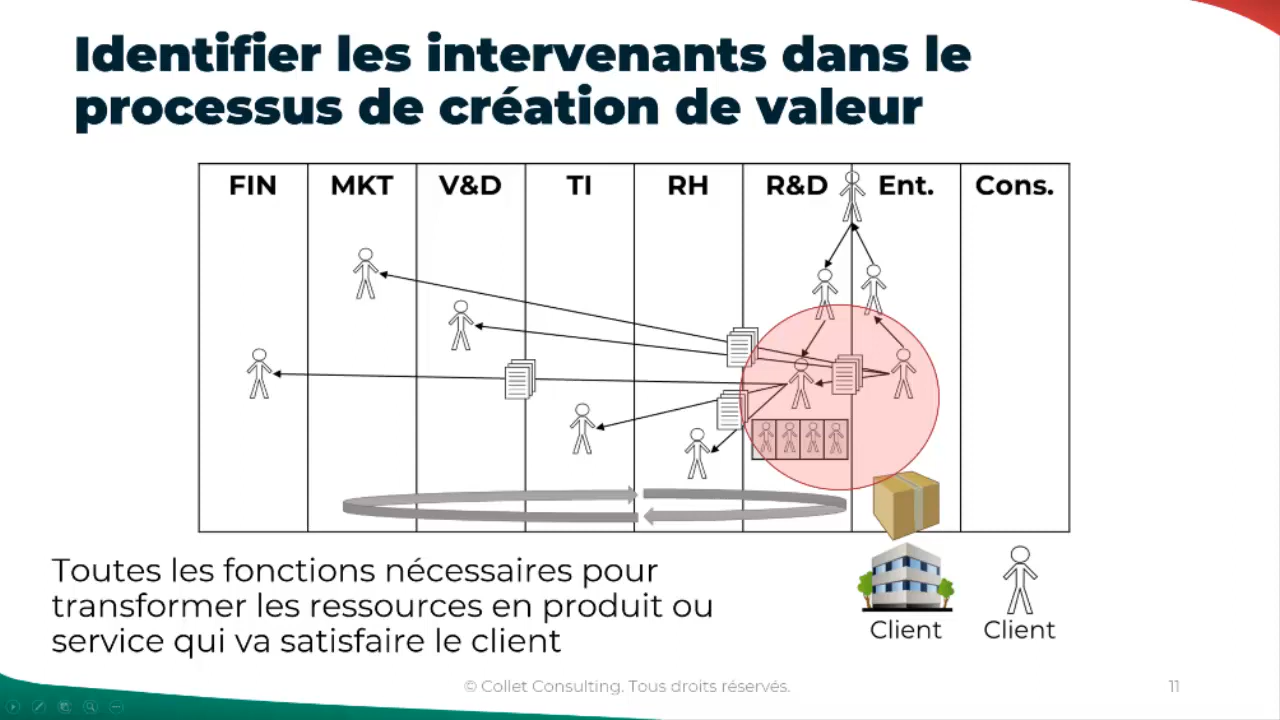 Identifier les intervenants dans le
processus de création de valeur
FIN MKT V&D TI RH R&D Ent. Cons.
Toutes les fonctions nécessaires pour
transformer les ressources en produit ou
service qui va satisfaire le client
Client Client
© Collet Consulting. Tous droits réservés.
11